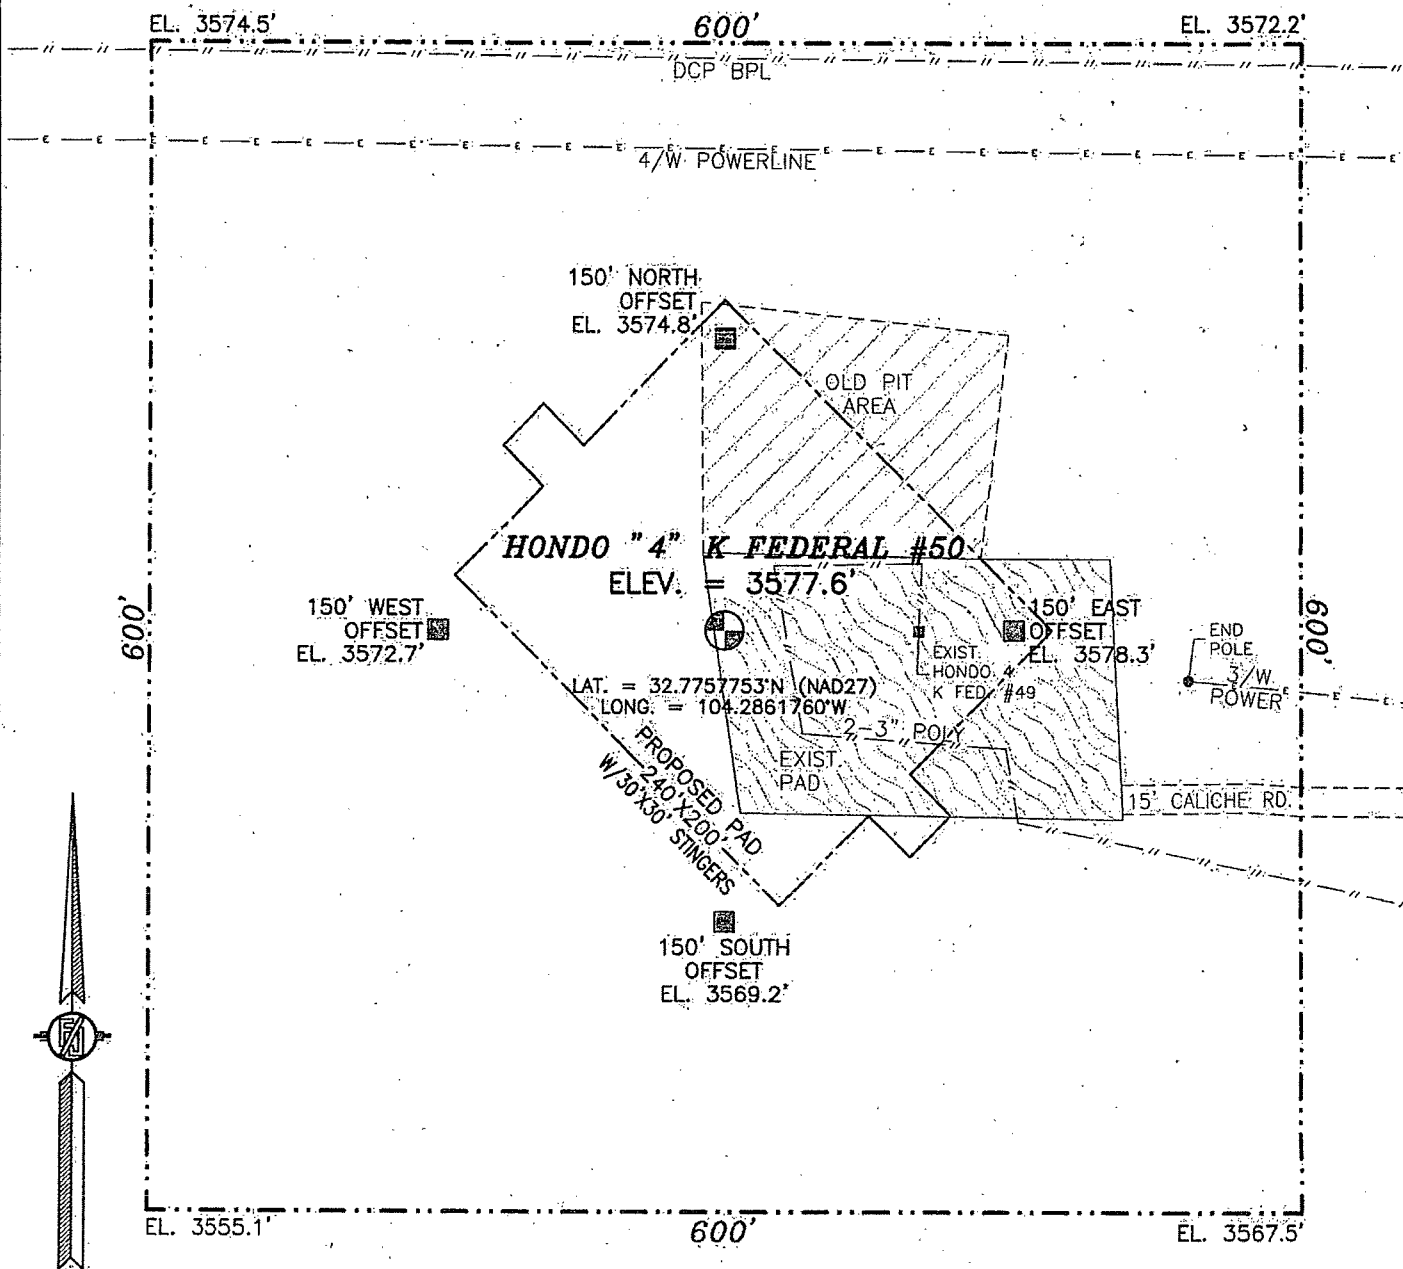 EL. 3574.5'
600'
EL. 3572.2'
DCP BPL
4/W POWERLINE
150' NORTH
OFFSET
EL. 3574.8'
OLD PIT
AREA
HONDO "4" K FEDERAL #50
ELEV. = 3577.6'
150' WEST
OFFSET
EL. 3572.7'
600'
150' EAST
OFFSET
EL. 3578.3'
EXIST.
HONDO 4
K FED. #49
END
POLE
3/W
POWER
600'
LAT. = 32.7757753°N (NAD27)
LONG. = 104.2861760°W
2-3" POLY
EXIST.
PAD
PROPOSED PAD
240'X200'
W/30'X30' STINGERS
15' CALICHE RD.
150' SOUTH
OFFSET
EL. 3569.2'
EL. 3555.1'
600'
EL. 3567.5'